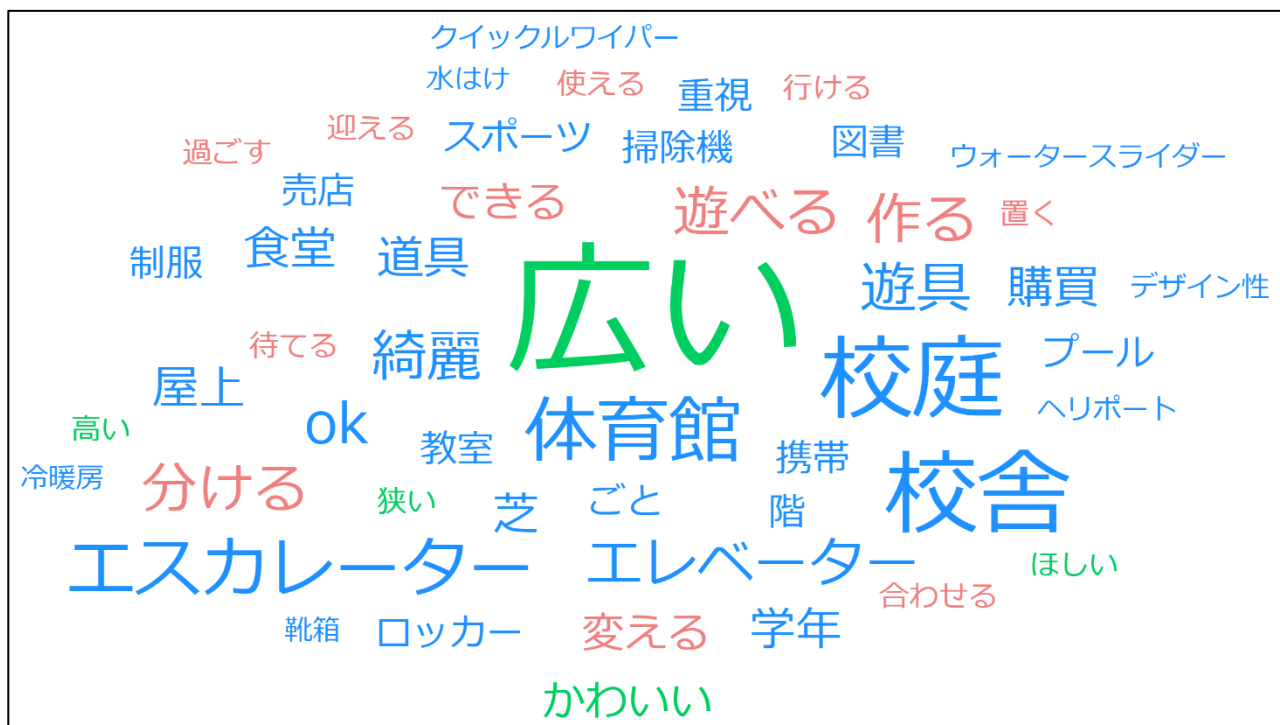 クイックルワイパー
水はけ 使える 重視 行ける
迎える スポーツ 掃除機 図書
過ごす ウォータースライダー
売店 できる 遊べる 作る 置く
制服 食堂 道具 広い 遊具 購買 デザイン性
待てる 綺麗 校庭 プール
屋上 ヘリポート
高い ok 教室 体育館 携帯
冷暖房 分ける 狭い 芝 ごと 階 校舎
エスカレーター エレベーター ほしい
合わせる
靴箱 ロッカー 変える 学年
かわいい